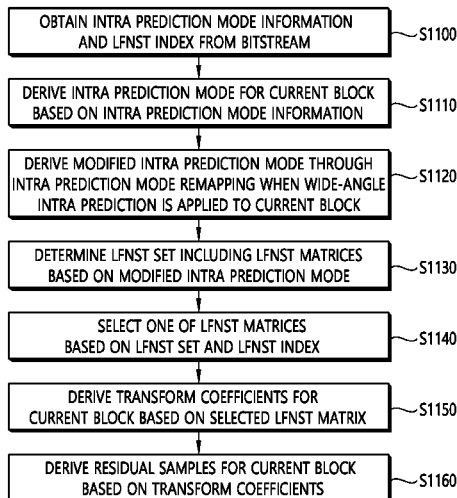 OBTAIN INTRA PREDICTION MODE INFORMATION
AND LFNST INDEX FROM BITSTREAM
S1100
DERIVE INTRA PREDICTION MODE FOR CURRENT BLOCK
BASED ON INTRA PREDICTION MODE INFORMATION
S1110
DERIVE MODIFIED INTRA PREDICTION MODE THROUGH
INTRA PREDICTION MODE REMAPPING WHEN WIDE-ANGLE
INTRA PREDICTION IS APPLIED TO CURRENT BLOCK
S1120
DETERMINE LFNST SET INCLUDING LFNST MATRICES
BASED ON MODIFIED INTRA PREDICTION MODE
S1130
SELECT ONE OF LFNST MATRICES
BASED ON LFNST SET AND LFNST INDEX
S1140
DERIVE TRANSFORM COEFFICIENTS FOR
CURRENT BLOCK BASED ON SELECTED LFNST MATRIX
S1150
DERIVE RESIDUAL SAMPLES FOR CURRENT BLOCK
BASED ON TRANSFORM COEFFICIENTS
S1160